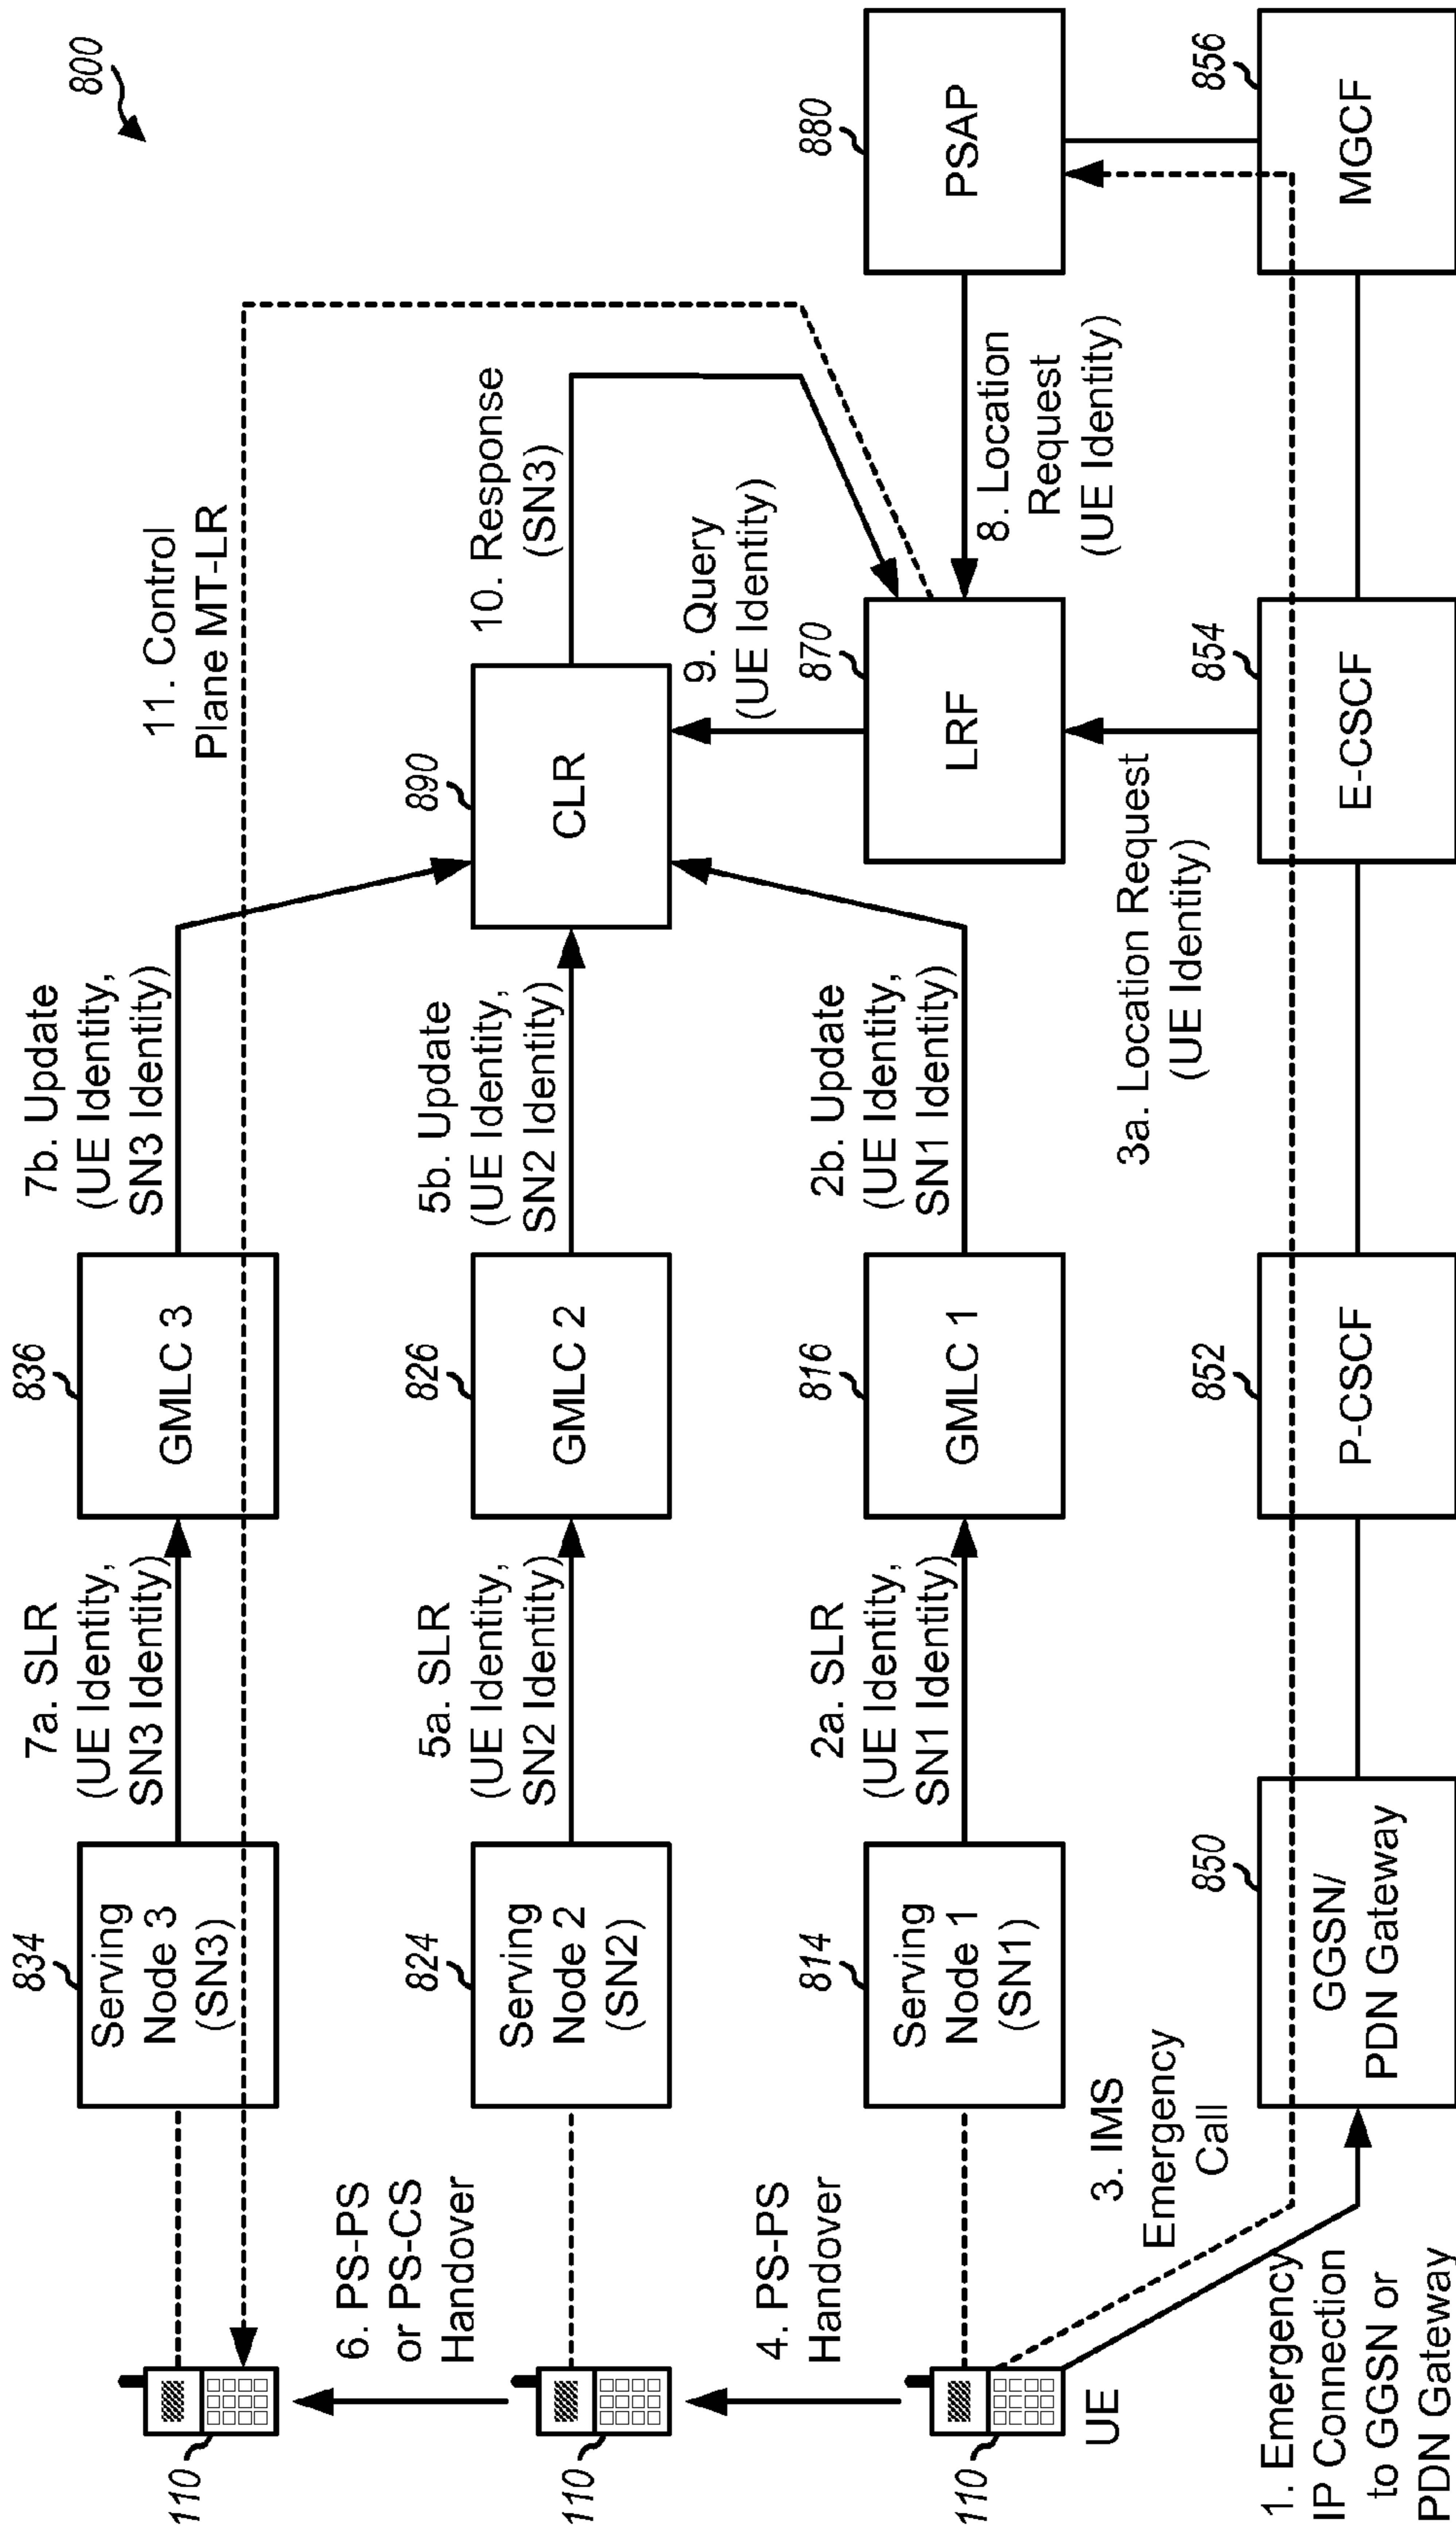 800
836
GMLC 3
834
Serving
Node 3
(SN3)
7a. SLR
(UE Identity,
SN3 Identity)
7b. Update
(UE Identity,
SN3 Identity)
11. Control
Plane MT-LR
110
6. PS-PS
or PS-CS
Handover
824
Serving
Node 2
(SN2)
5a. SLR
(UE Identity,
SN2 Identity)
826
GMLC 2
5b. Update
(UE Identity,
SN2 Identity)
890
CLR
10. Response
(SN3)
110
4. PS-PS
Handover
9. Query
(UE Identity)
814
Serving
Node 1
(SN1)
2a. SLR
(UE Identity,
SN1 Identity)
816
GMLC 1
2b. Update
(UE Identity,
SN1 Identity)
870
LRF
8. Location
Request
(UE Identity)
880
PSAP
110
UE
3. IMS
Emergency
Call
3a. Location Request
(UE Identity)
1. Emergency
IP Connection
to GGSN or
PDN Gateway
850
GGSN/
PDN Gateway
852
P-CSCF
854
E-CSCF
856
MGCF